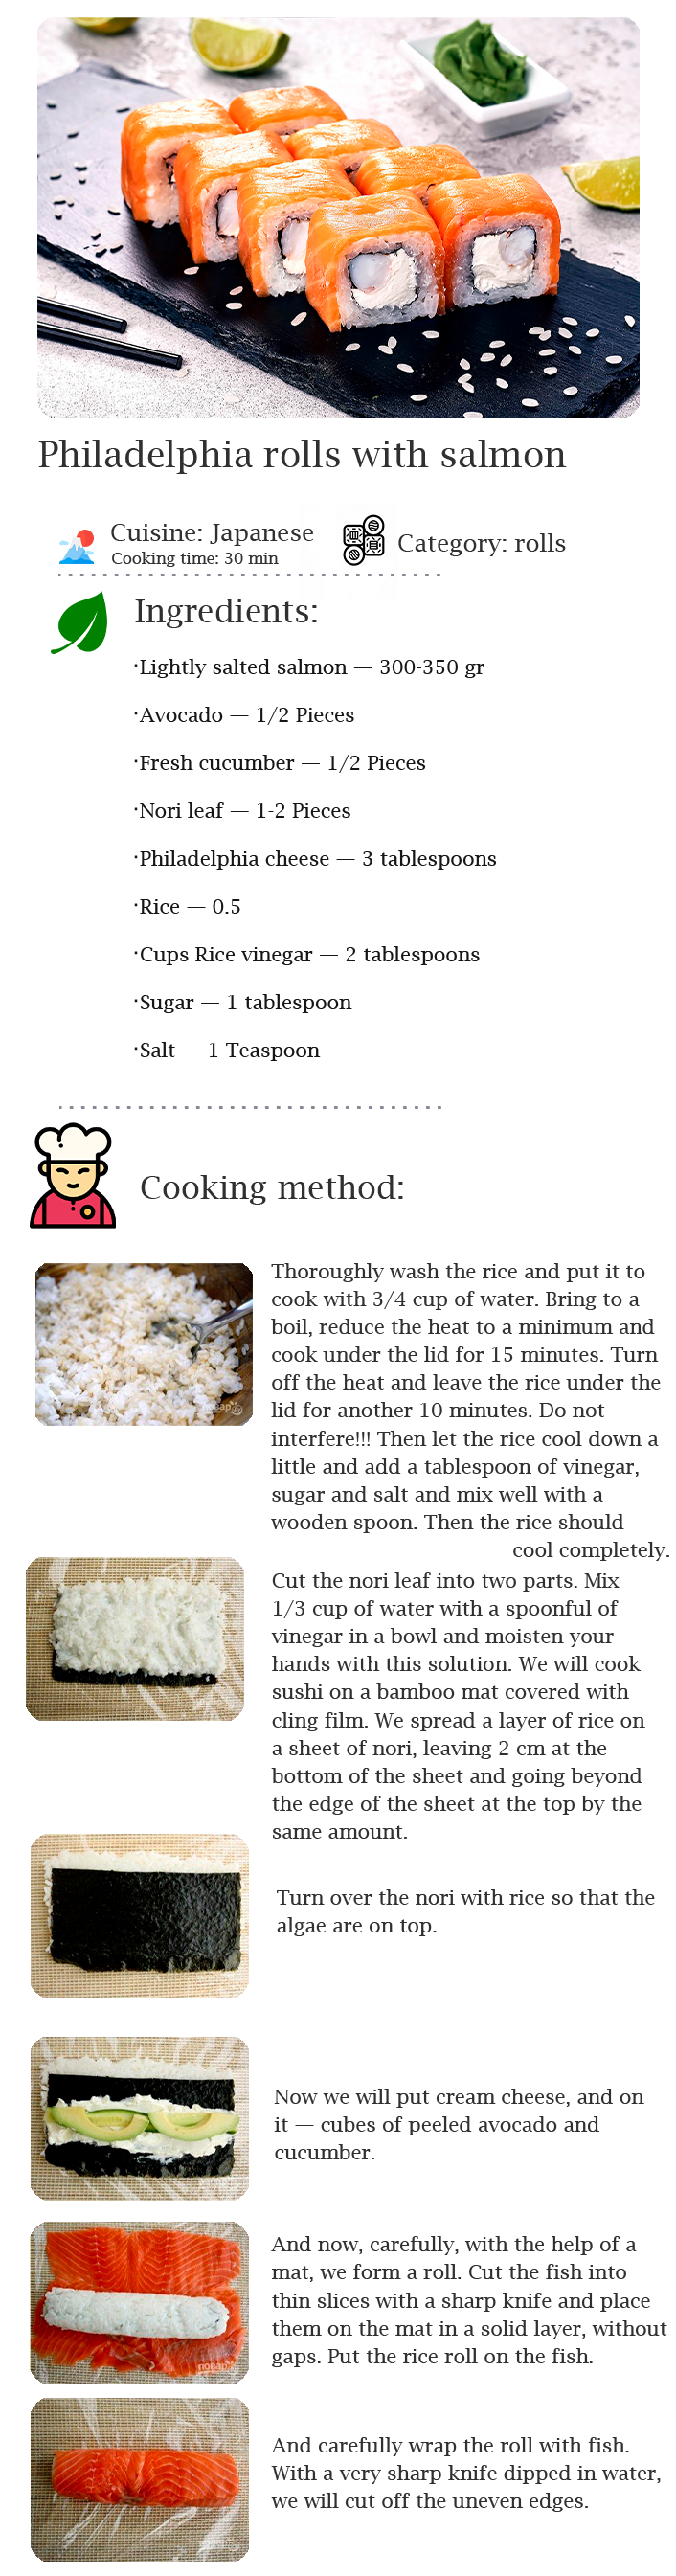 Philadelphia rolls with salmon
Cuisine: Japanese
Cooking time: 30 min
Category: rolls
Ingredients:
·Lightly salted salmon — 300-350 gr
·Avocado — 1/2 Pieces
·Fresh cucumber — 1/2 Pieces
·Nori leaf — 1-2 Pieces
·Philadelphia cheese — 3 tablespoons
·Rice — 0.5
·Cups Rice vinegar — 2 tablespoons
·Sugar — 1 tablespoon
·Salt — 1 Teaspoon
Cooking method:
Thoroughly wash the rice and put it to
cook with 3/4 cup of water. Bring to a
boil, reduce the heat to a minimum and
cook under the lid for 15 minutes. Turn
off the heat and leave the rice under the
lid for another 10 minutes. Do not
interfere!!! Then let the rice cool down a
little and add a tablespoon of vinegar,
sugar and salt and mix well with a
wooden spoon. Then the rice should
cool completely.
Cut the nori leaf into two parts. Mix
1/3 cup of water with a spoonful of
vinegar in a bowl and moisten your
hands with this solution. We will cook
sushi on a bamboo mat covered with
cling film. We spread a layer of rice on
a sheet of nori, leaving 2 cm at the
bottom of the sheet and going beyond
the edge of the sheet at the top by the
same amount.
Turn over the nori with rice so that the
algae are on top.
Now we will put cream cheese, and on
it — cubes of peeled avocado and
cucumber.
And now, carefully, with the help of a
mat, we form a roll. Cut the fish into
thin slices with a sharp knife and place
them on the mat in a solid layer, without
gaps. Put the rice roll on the fish.
And carefully wrap the roll with fish.
With a very sharp knife dipped in water,
we will cut off the uneven edges.